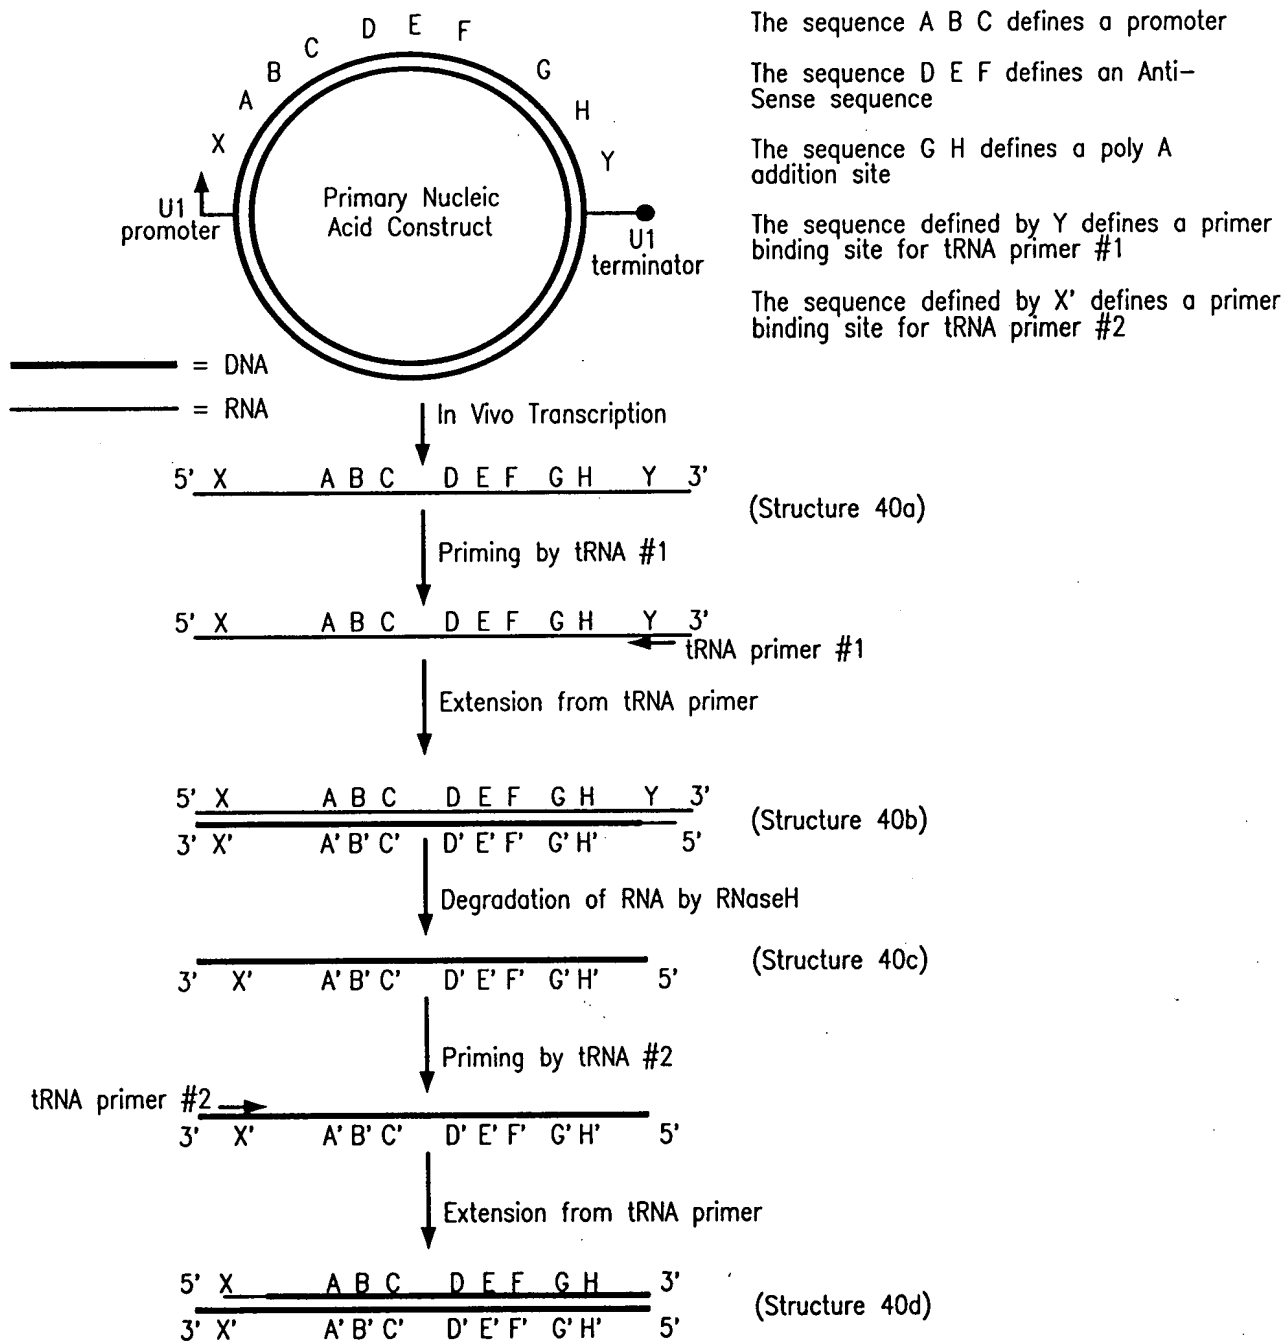 A B C D E F G H Y
X
U1
promoter
Primary Nucleic
Acid Construct
U1
terminator
The sequence A B C defines a promoter
The sequence D E F defines an Anti-
Sense sequence
The sequence G H defines a poly A
addition site
The sequence defined by Y defines a primer
binding site for tRNA primer #1
The sequence defined by X' defines a primer
binding site for tRNA primer #2
= DNA
= RNA
In Vivo Transcription
5' X A B C D E F G H Y 3'
(Structure 40a)
Priming by tRNA #1
5' X A B C D E F G H Y 3'
tRNA primer #1
Extension from tRNA primer
5' X A B C D E F G H Y 3'
3' X' A' B' C' D' E' F' G' H' 5'
(Structure 40b)
Degradation of RNA by RNaseH
3' X' A' B' C' D' E' F' G' H' 5'
(Structure 40c)
Priming by tRNA #2
tRNA primer #2
3' X' A' B' C' D' E' F' G' H' 5'
Extension from tRNA primer
5' X A B C D E F G H 3'
3' X' A' B' C' D' E' F' G' H' 5'
(Structure 40d)